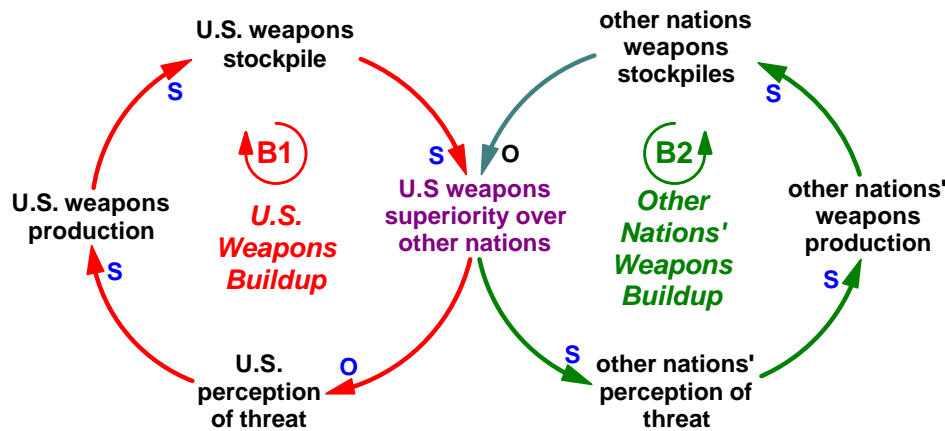 U.S. weapons
stockpile
other nations
weapons
stockpiles
S
S
S
O
B1
B2
U.S. weapons
production
U.S.
Weapons
Buildup
U.S weapons
superiority over
other nations
Other
Nations'
Weapons
Buildup
other nations'
weapons
production
S
S
S
O
U.S.
perception
of threat
other nations'
perception of
threat